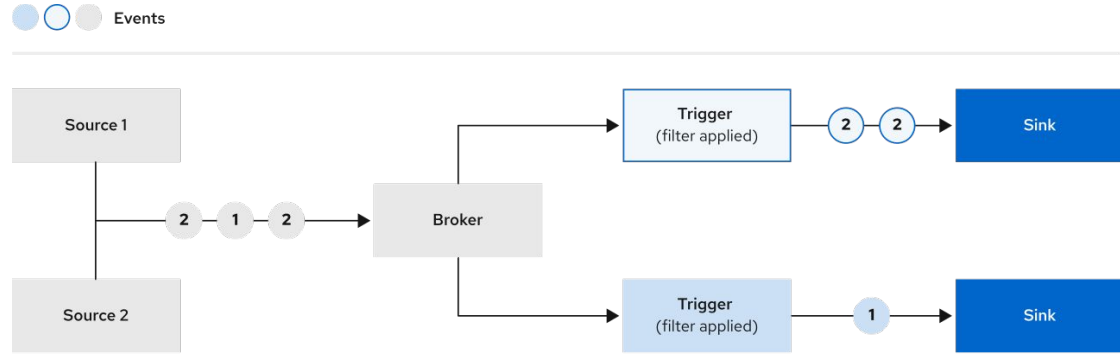 Events
Source 1
Trigger
(filter applied)
2 2
Sink
2 1 2
Broker
Source 2
Trigger
(filter applied)
1
Sink